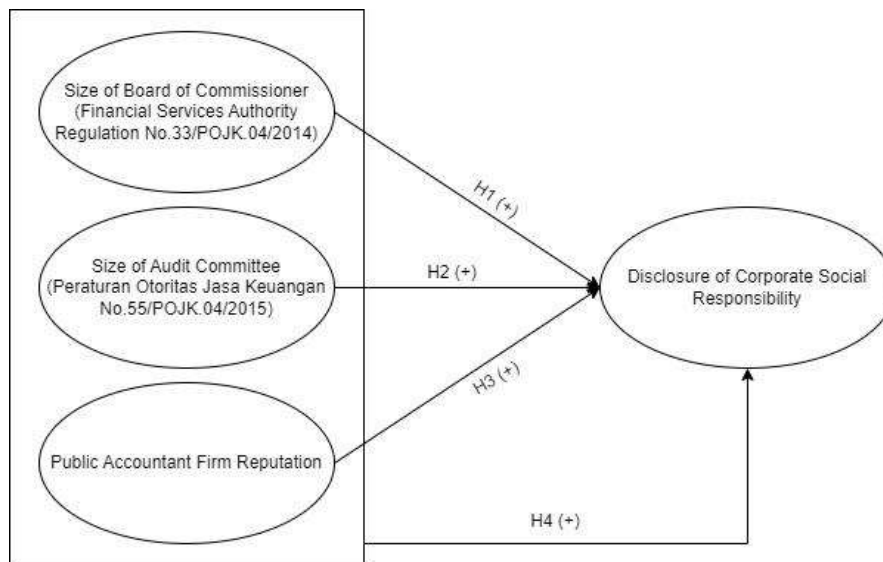 Size of Board of Commissioner
(Financial Services Authority
Regulation No.33/POJK.04/2014)
H1 (+)
Size of Audit Committee
(Peraturan Otoritas Jasa Keuangan
No.55/POJK.04/2015)
H2 (+)
Disclosure of Corporate Social
Responsibility
H3 (+)
Public Accountant Firm Reputation
H4 (+)